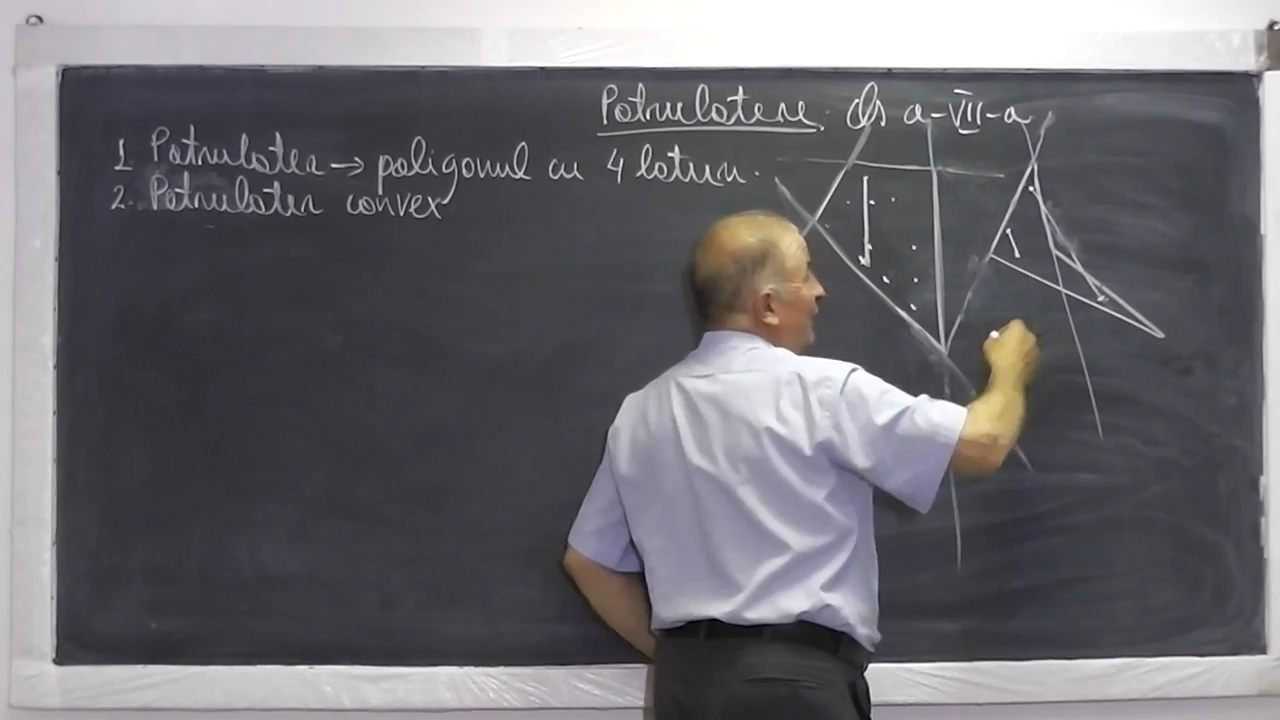 Patrulatere. Cls a-VII-a
1 Patrulater → poligonul cu 4 laturi.
2. Patrulater convex